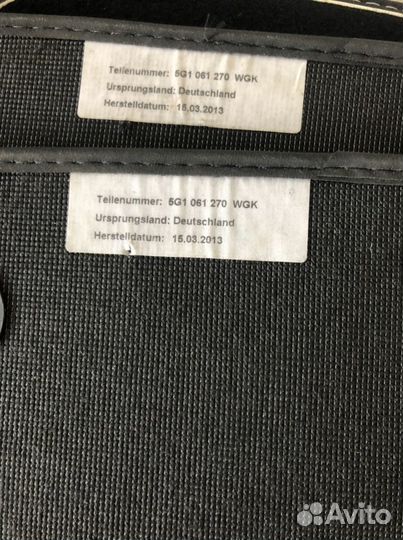 Teilenummer: 5G1 061 270 WGK
Ursprungsland: Deutschland
Herstelldatum: 15.03.2013
Teilenummer: 5G1 061 270 WGK
Ursprungsland: Deutschland
Herstelldatum: 15.03.2013
Avito